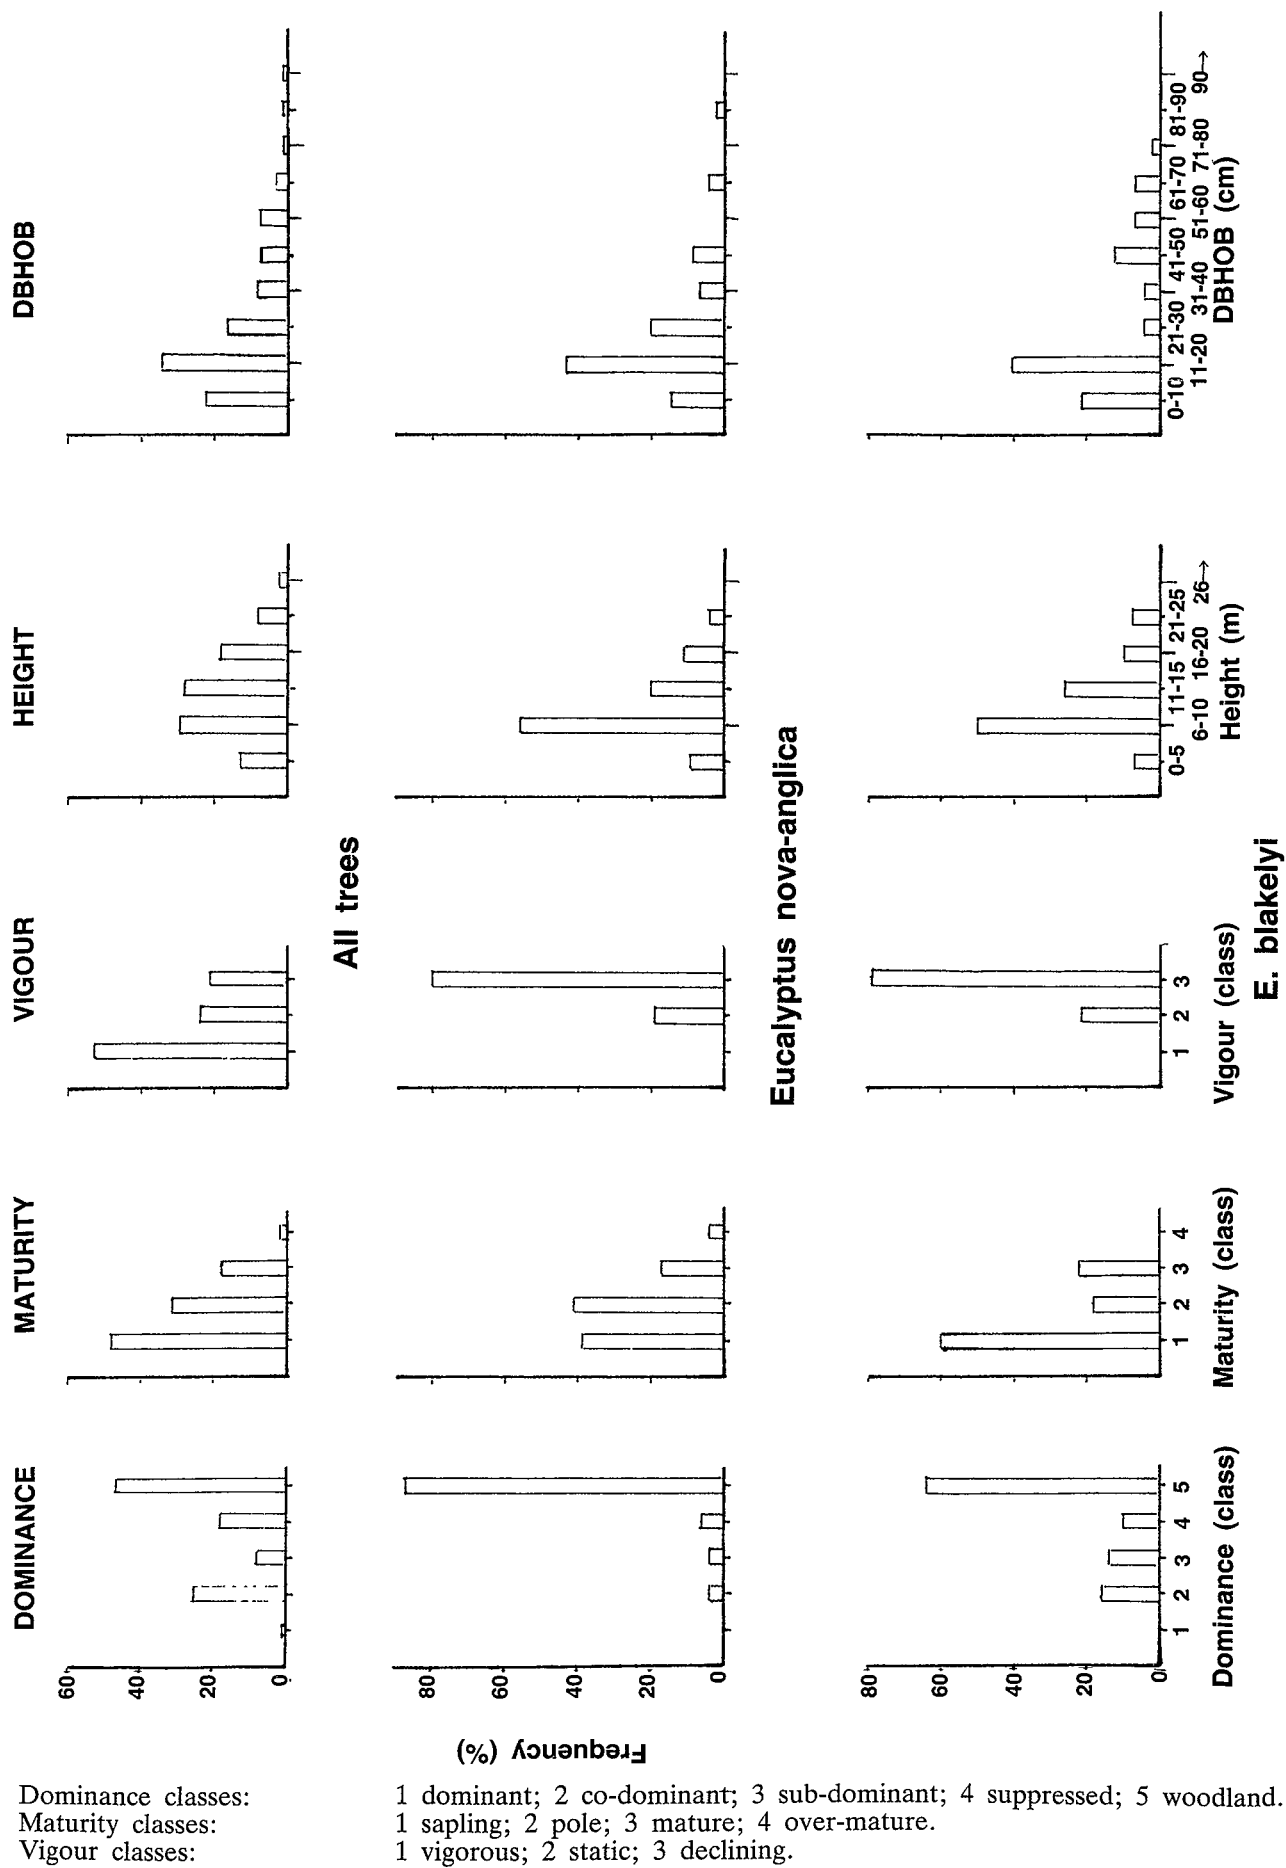 DOMINANCE MATURITY VIGOUR HEIGHT DBHOB
60
40
20
0
All trees
Frequency (%)
80
60
40
20
0
Eucalyptus nova-anglica
80
60
40
20
0
1 2 3 4 5
Dominance (class)
1 2 3 4
Maturity (class)
1 2 3
Vigour (class)
0-5 6-10 11-15 16-20 21-25 26→
Height (m)
0-10 11-20 21-30 31-40 41-50 51-60 61-70 71-80 81-90 90→
DBHOB (cm)
E. blakelyi
Dominance classes: 1 dominant; 2 co-dominant; 3 sub-dominant; 4 suppressed; 5 woodland.
Maturity classes: 1 sapling; 2 pole; 3 mature; 4 over-mature.
Vigour classes: 1 vigorous; 2 static; 3 declining.